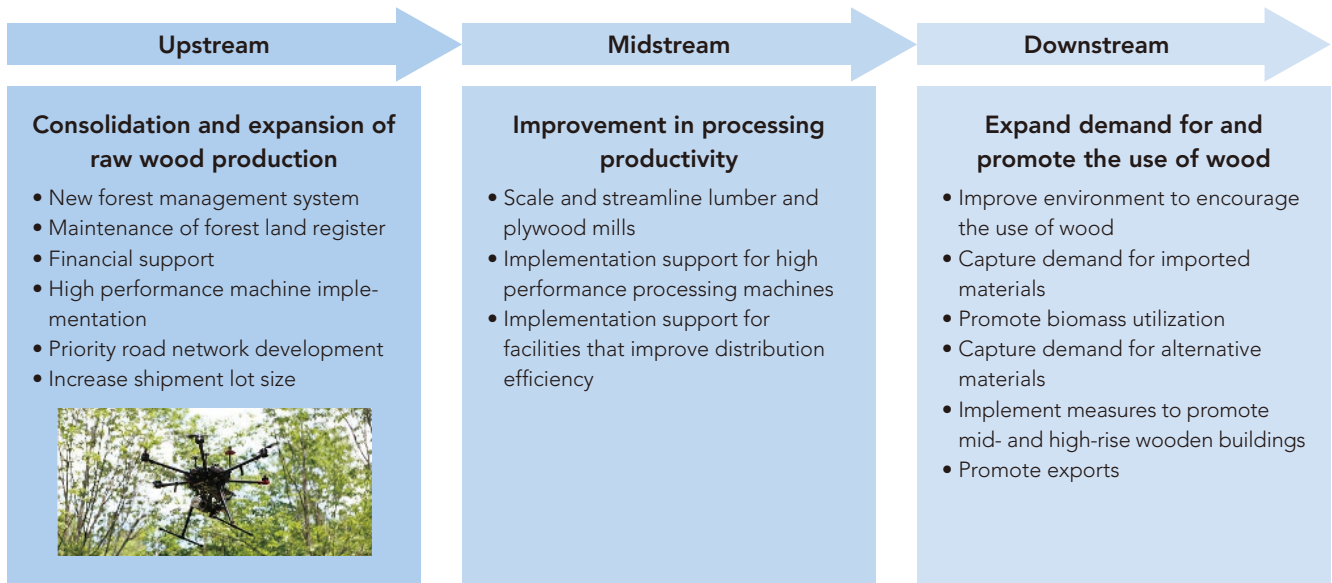 Upstream
Midstream
Downstream
Consolidation and expansion of
raw wood production
• New forest management system
• Maintenance of forest land register
• Financial support
• High performance machine imple-
mentation
• Priority road network development
• Increase shipment lot size
Improvement in processing
productivity
• Scale and streamline lumber and
plywood mills
• Implementation support for high
performance processing machines
• Implementation support for
facilities that improve distribution
efficiency
Expand demand for and
promote the use of wood
• Improve environment to encourage
the use of wood
• Capture demand for imported
materials
• Promote biomass utilization
• Capture demand for alternative
materials
• Implement measures to promote
mid- and high-rise wooden buildings
• Promote exports